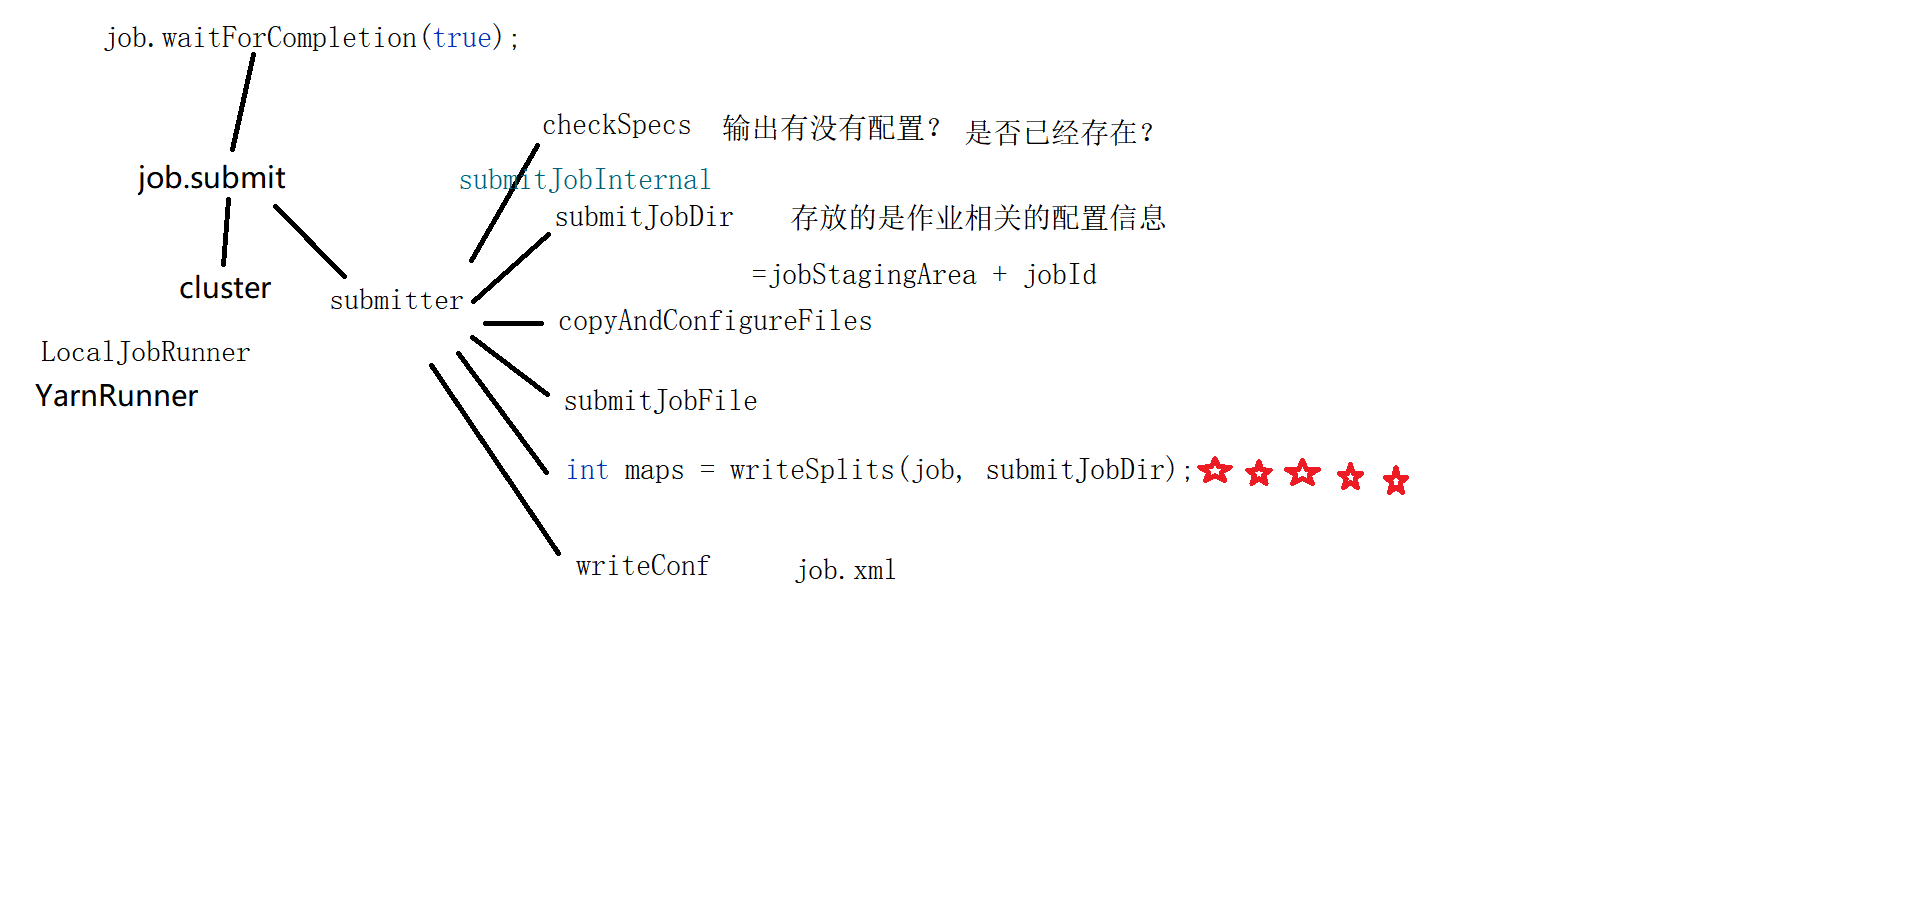 job.waitForCompletion(true);
checkSpecs 输出有没有配置? 是否已经存在?
job.submit
submitJobInternal
submitJobDir 存放的是作业相关的配置信息
=jobStagingArea + jobId
cluster
submitter
copyAndConfigureFiles
LocalJobRunner
YarnRunner
submitJobFile
int maps = writeSplits(job, submitJobDir);
writeConf job.xml